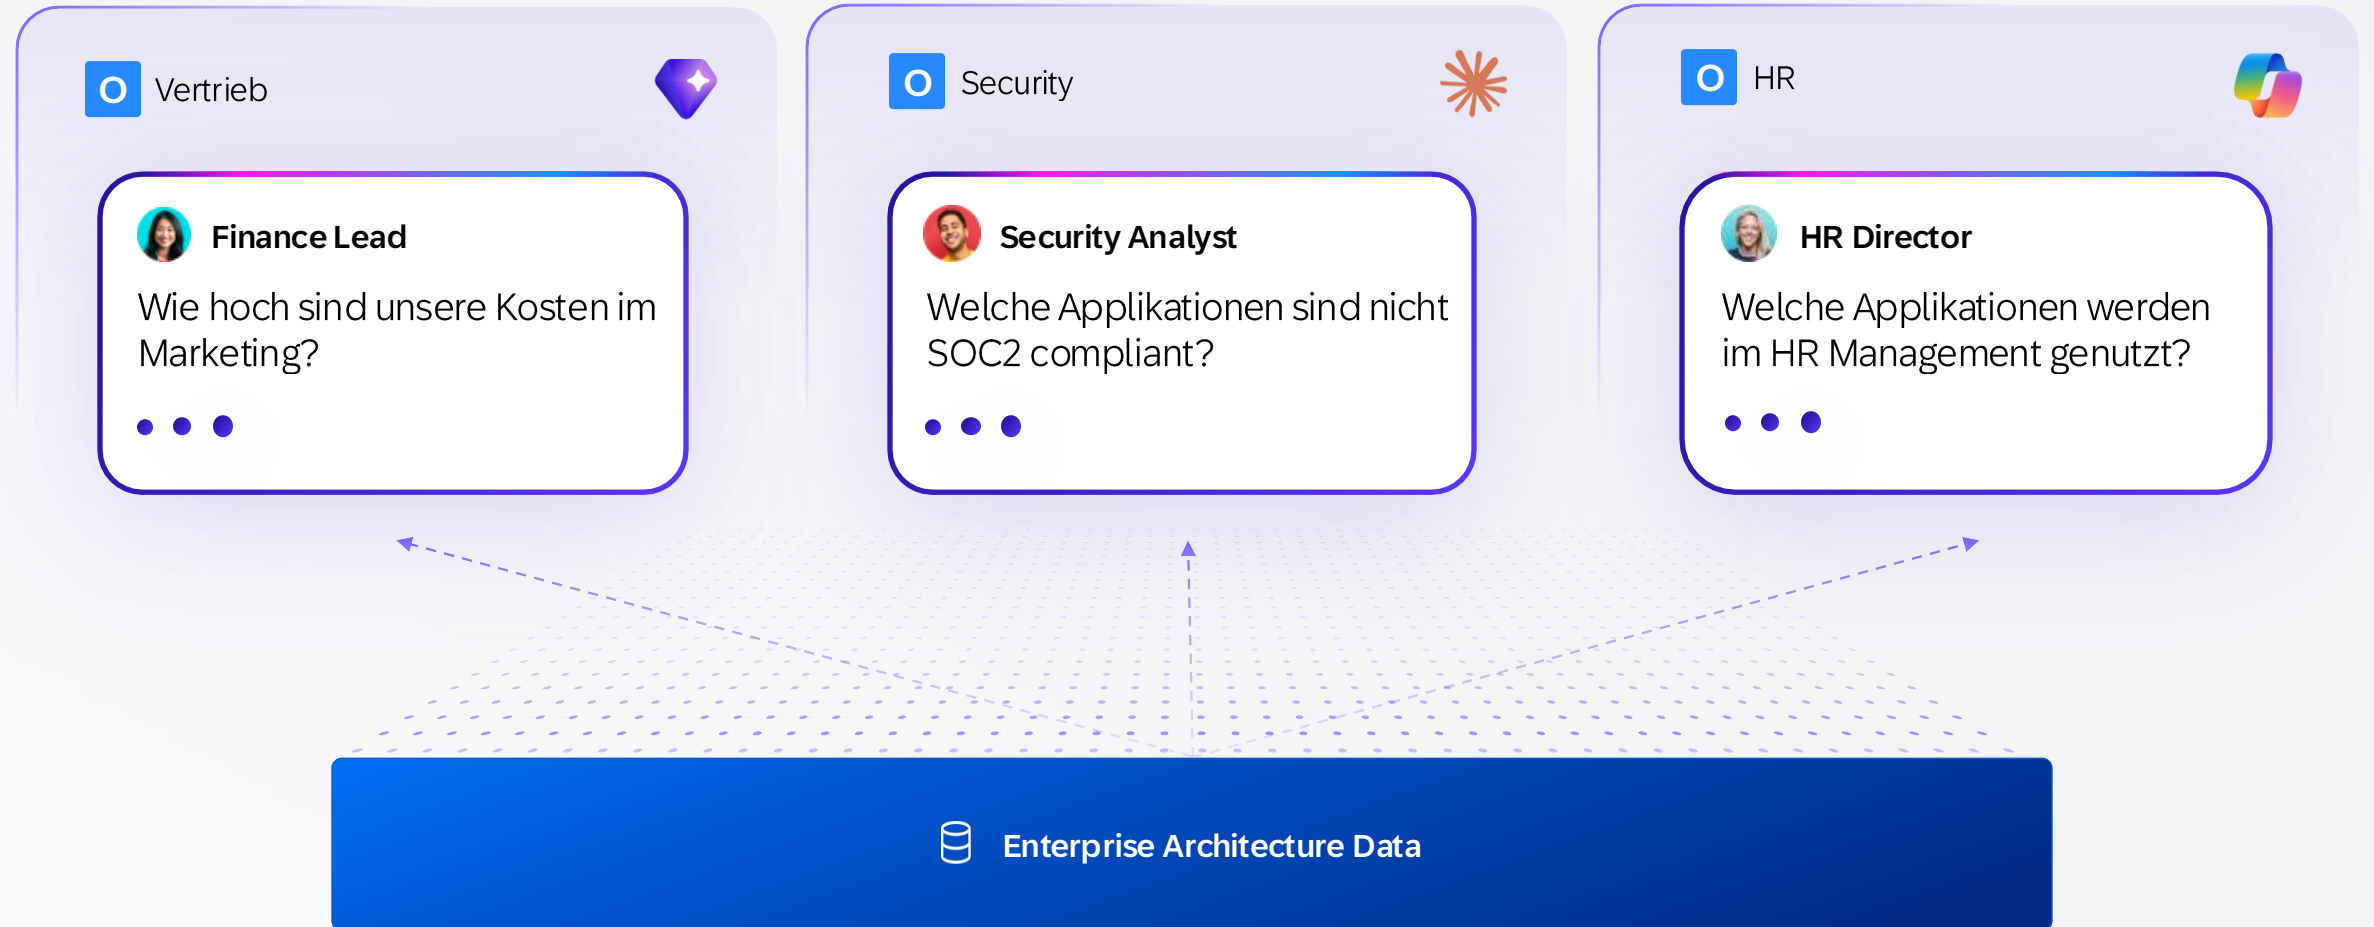 O Vertrieb
Finance Lead
Wie hoch sind unsere Kosten im
Marketing?
O Security
Security Analyst
Welche Applikationen sind nicht
SOC2 compliant?
O HR
HR Director
Welche Applikationen werden
im HR Management genutzt?
Enterprise Architecture Data